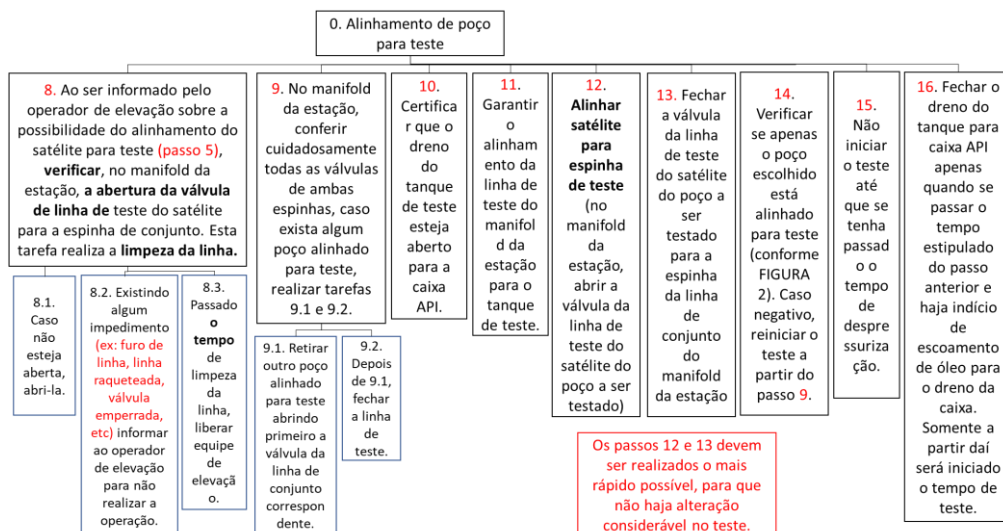 0. Alinhamento de poço
para teste
8. Ao ser informado pelo
operador de elevação sobre a
possibilidade do alinhamento do
satélite para teste (passo 5),
verificar, no manifold da
estação, a abertura da válvula
de linha de teste do satélite
para a espinha de conjunto. Esta
tarefa realiza a limpeza da linha.
8.1.
Caso
não
esteja
aberta,
abri-la.
8.2. Existindo
algum
impedimento
(ex: furo de
linha, linha
raqueteada,
válvula
emperrada,
etc) informar
ao operador
de elevação
para não
realizar a
operação.
8.3.
Passado
o
tempo
de
limpeza
da
linha,
liberar
equipe
de
elevaçã
o.
9. No manifold
da estação,
conferir
cuidadosamente
todas as válvulas
de ambas
espinhas, caso
exista algum
poço alinhado
para teste,
realizar tarefas
9.1 e 9.2.
9.1. Retirar
outro poço
alinhado
para teste
abrindo
primeiro a
válvula da
linha de
conjunto
correspon
dente.
9.2.
Depois
de 9.1,
fechar
a linha
de
teste.
10.
Certifica
r que o
dreno
do
tanque
de teste
esteja
aberto
para a
caixa
API.
11.
Garantir
o
alinham
ento da
linha de
teste do
manifol
d da
estação
para o
tanque
de teste.
12.
Alinhar
satélite
para
espinha
de teste
(no
manifold
da
estação,
abrir a
válvula da
linha de
teste do
satélite do
poço a ser
testado)
13. Fechar
a válvula
da linha
de teste
do satélite
do poço a
ser
testado
para a
espinha
da linha
de
conjunto
do
manifold
da estação
14.
Verificar
se apenas
o poço
escolhido
está
alinhado
para teste
(conforme
FIGURA
2). Caso
negativo,
reiniciar o
teste a
partir do
passo 9.
15.
Não
iniciar
o teste
até
que se
tenha
passad
o o
tempo
de
despre
ssuriza
ção.
16. Fechar o
dreno do
tanque para
caixa API
apenas
quando se
passar o
tempo
estipulado
do passo
anterior e
haja indício
de
escoamento
de óleo para
o dreno da
caixa.
Somente a
partir daí
será iniciado
o tempo de
teste.
Os passos 12 e 13 devem
ser realizados o mais
rápido possível, para que
não haja alteração
considerável no teste.